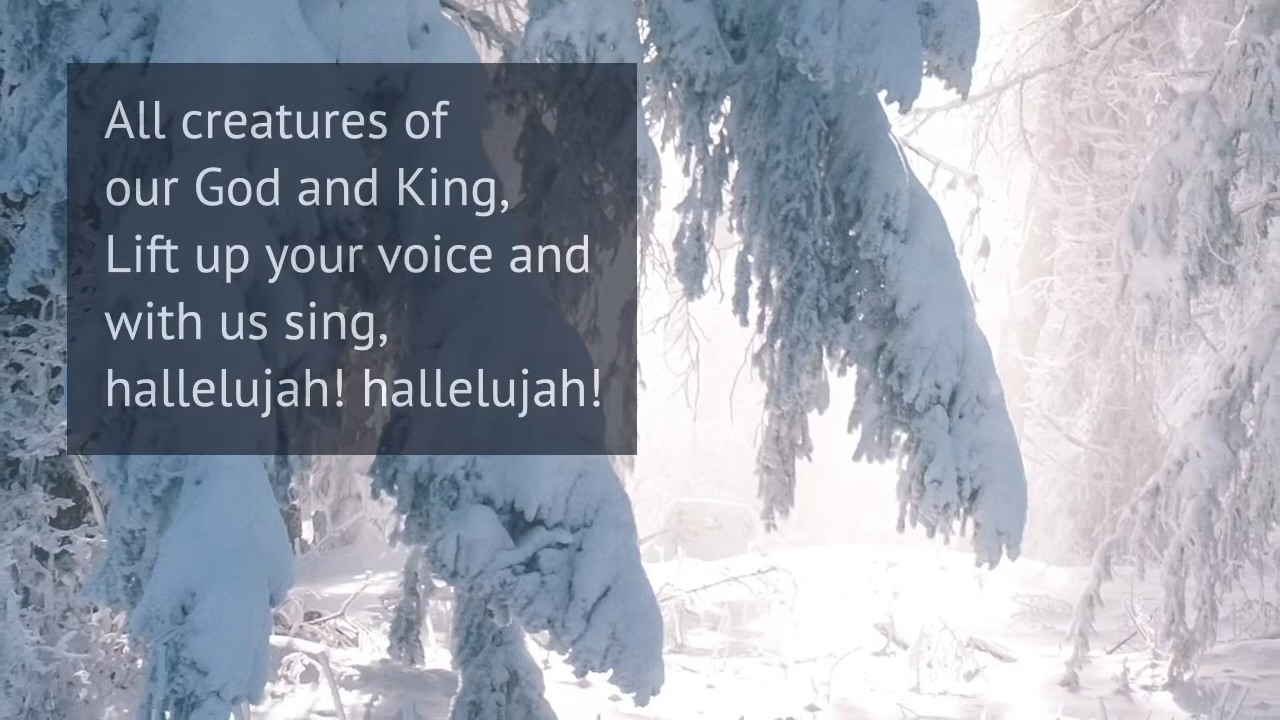 All creatures of
our God and King,
Lift up your voice and
with us sing,
hallelujah! hallelujah!